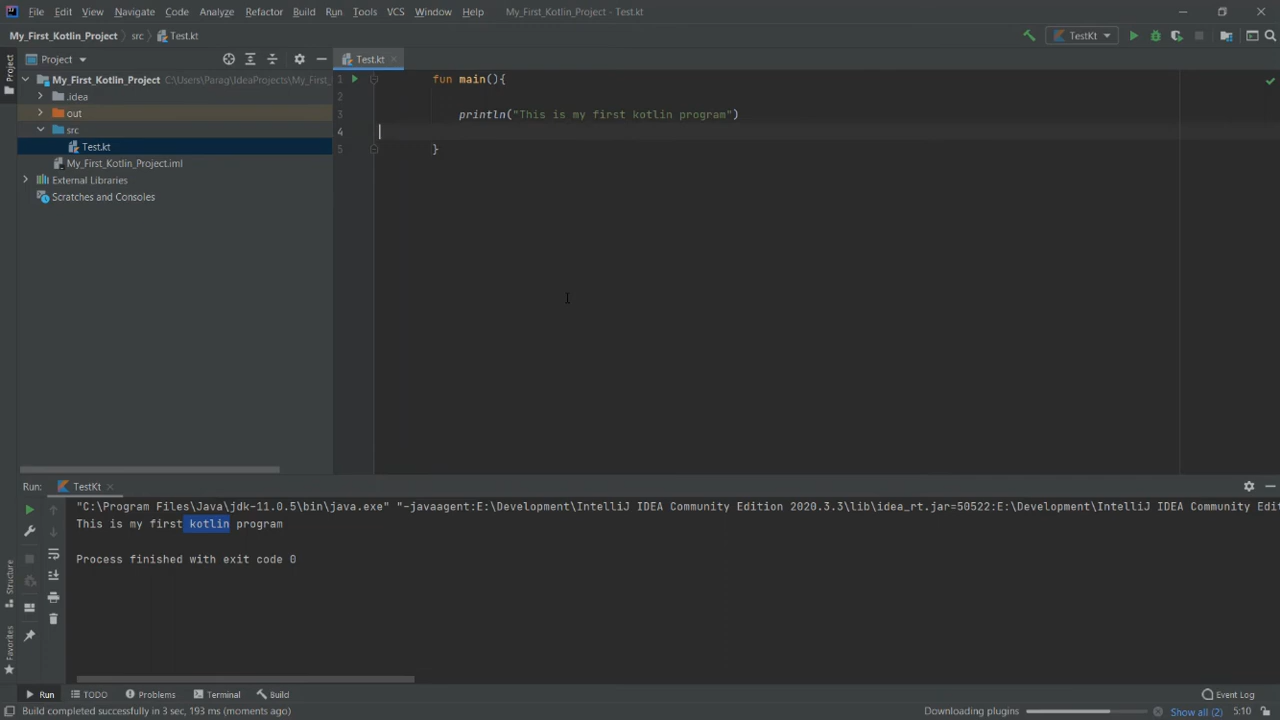 File Edit View Navigate Code Analyze Refactor Build Run Tools VCS Window Help My_First_Kotlin_Project - Test.kt
My_First_Kotlin_Project src Test.kt TestKt
Project Project Test.kt
My_First_Kotlin_Project C:\Users\Parag\IdeaProjects\My_First_
.idea
out
src
Test.kt
My_First_Kotlin_Project.iml
External Libraries
Scratches and Consoles
1 fun main(){
2
3 println("This is my first kotlin program")
4
5 }
Run: TestKt
"C:\Program Files\Java\jdk-11.0.5\bin\java.exe" "-javaagent:E:\Development\IntelliJ IDEA Community Edition 2020.3.3\lib\idea_rt.jar=50522:E:\Development\IntelliJ IDEA Community Edi
This is my first kotlin program
Process finished with exit code 0
Structure
Favorites
Run TODO Problems Terminal Build Event Log
Build completed successfully in 3 sec, 193 ms (moments ago) Downloading plugins Show all (2) 5:10